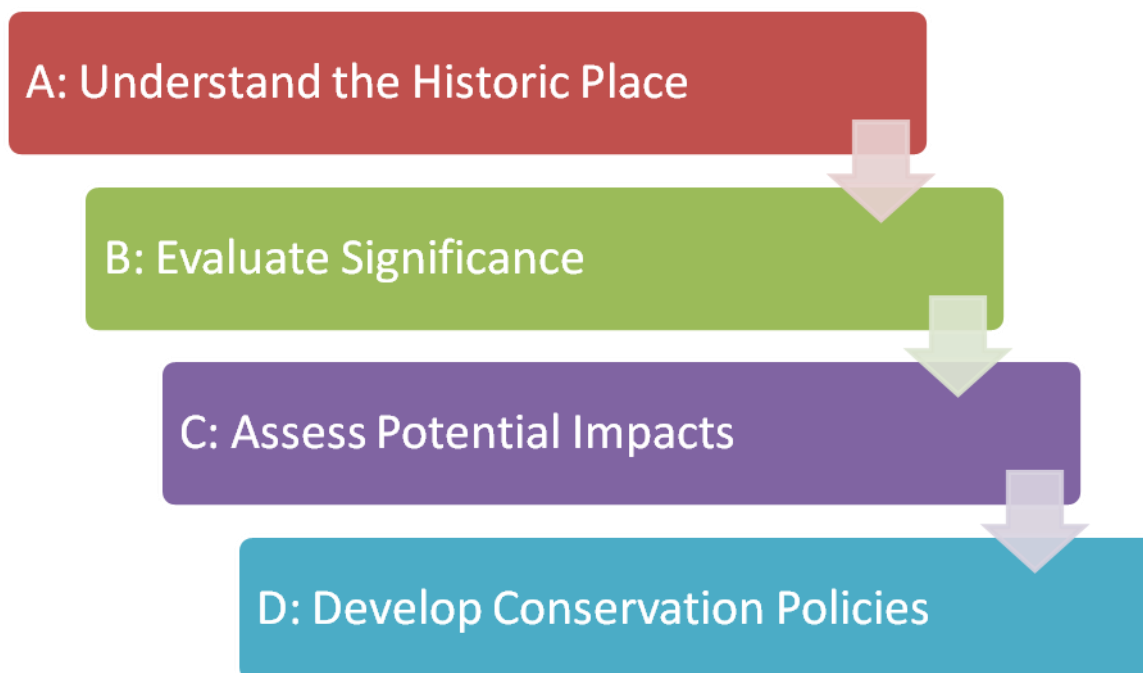 A: Understand the Historic Place
B: Evaluate Significance
C: Assess Potential Impacts
D: Develop Conservation Policies